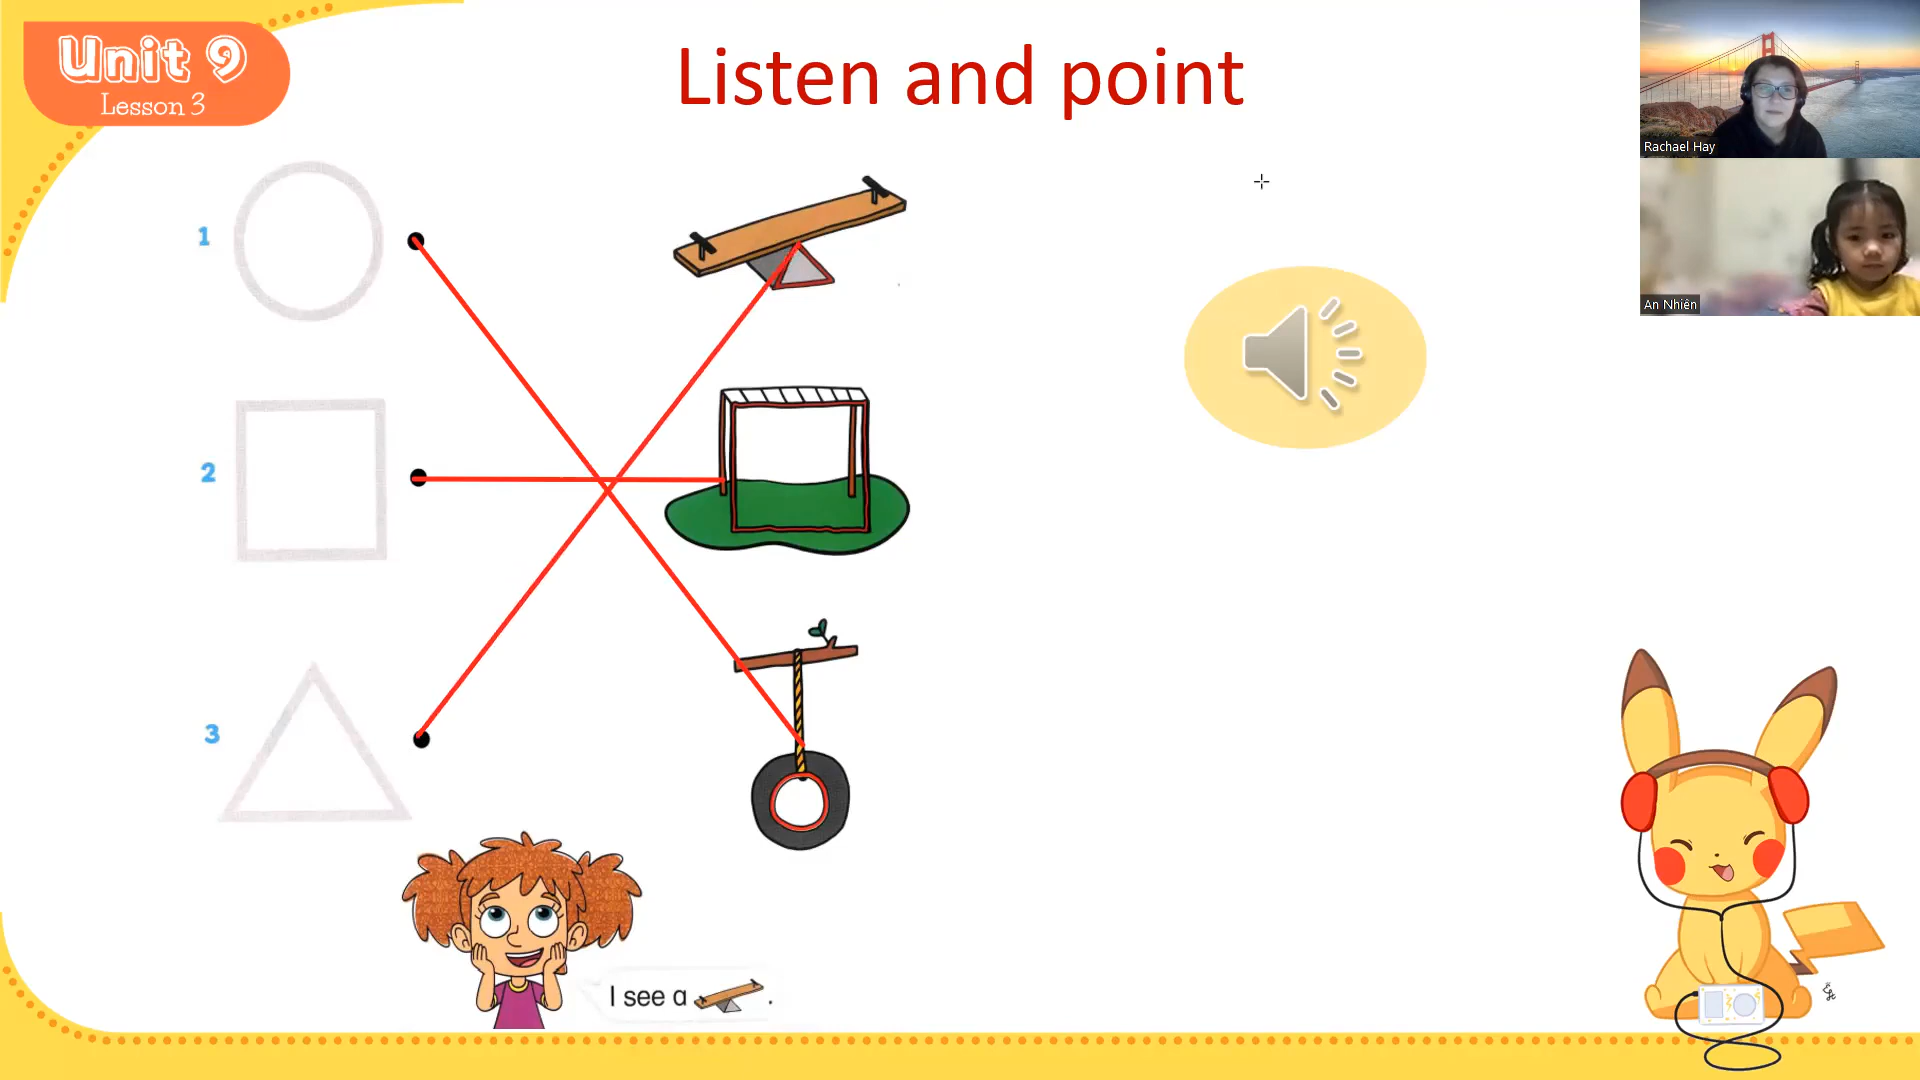 Unit 9
Lesson 3
Listen and point
1
2
3
I see a .
Rachael Hay
An Nhiên